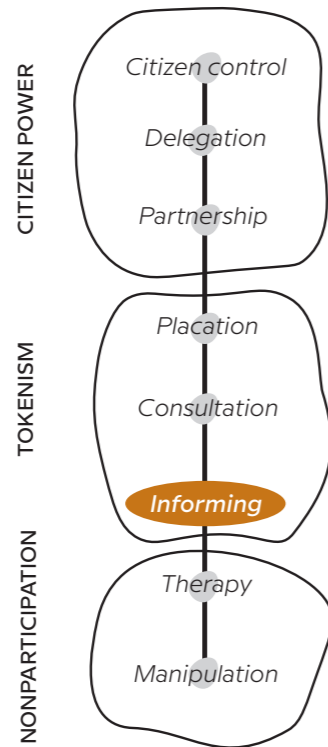 CITIZEN POWER
Citizen control
Delegation
Partnership
TOKENISM
Placation
Consultation
Informing
NONPARTICIPATION
Therapy
Manipulation